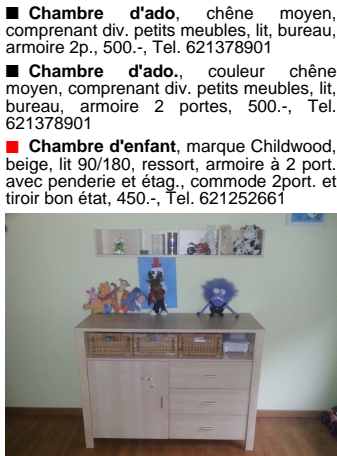 ■ Chambre d'ado, chêne moyen,
comprenant div. petits meubles, lit, bureau,
armoire 2p., 500.-, Tel. 621378901
■ Chambre d'ado., couleur chêne
moyen, comprenant div. petits meubles, lit,
bureau, armoire 2 portes, 500.-, Tel.
621378901
■ Chambre d'enfant, marque Childwood,
beige, lit 90/180, ressort, armoire à 2 port.
avec penderie et étag., commode 2port. et
tiroir bon état, 450.-, Tel. 621252661